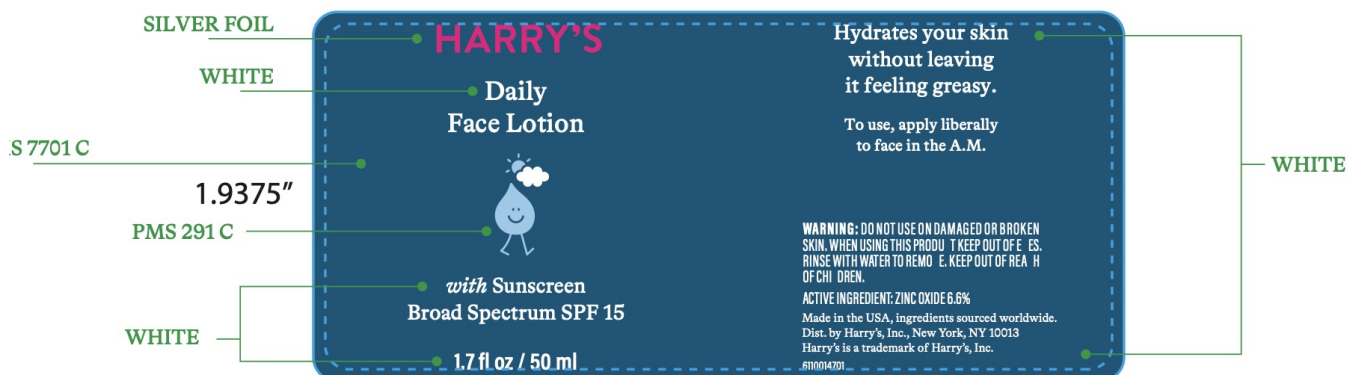 SILVER FOIL
HARRY'S
WHITE
Daily
Face Lotion
S 7701 C
1.9375"
PMS 291 C
with Sunscreen
Broad Spectrum SPF 15
WHITE
1.7 fl oz / 50 ml
Hydrates your skin
without leaving
it feeling greasy.
To use, apply liberally
to face in the A.M.
WHITE
WARNING: DO NOT USE ON DAMAGED OR BROKEN
SKIN. WHEN USING THIS PRODU T KEEP OUT OF E ES.
RINSE WITH WATER TO REMO E. KEEP OUT OF REA H
OF CHI DREN.
ACTIVE INGREDIENT: ZINC OXIDE 6.6%
Made in the USA, ingredients sourced worldwide.
Dist. by Harry's, Inc., New York, NY 10013
Harry's is a trademark of Harry's, Inc.
6110014701